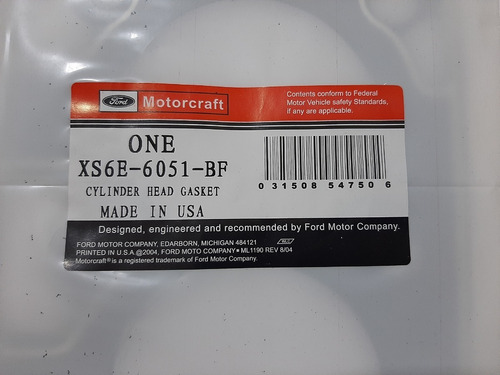 Ford Motorcraft
Contents conform to Federal
Motor Vehicle safety Standards,
if any are applicable.
ONE
XS6E-6051-BF
CYLINDER HEAD GASKET
MADE IN USA
0 31508 54750 6
Designed, engineered and recommended by Ford Motor Company.
FORD MOTOR COMPANY, EDARBORN, MICHIGAN 484121
PRINTED IN U.S.A @2004, FORD MOTO COMPANY • ML1190 REV 8/04
Motorcraft® is a registered trademark of Ford Motor Company.